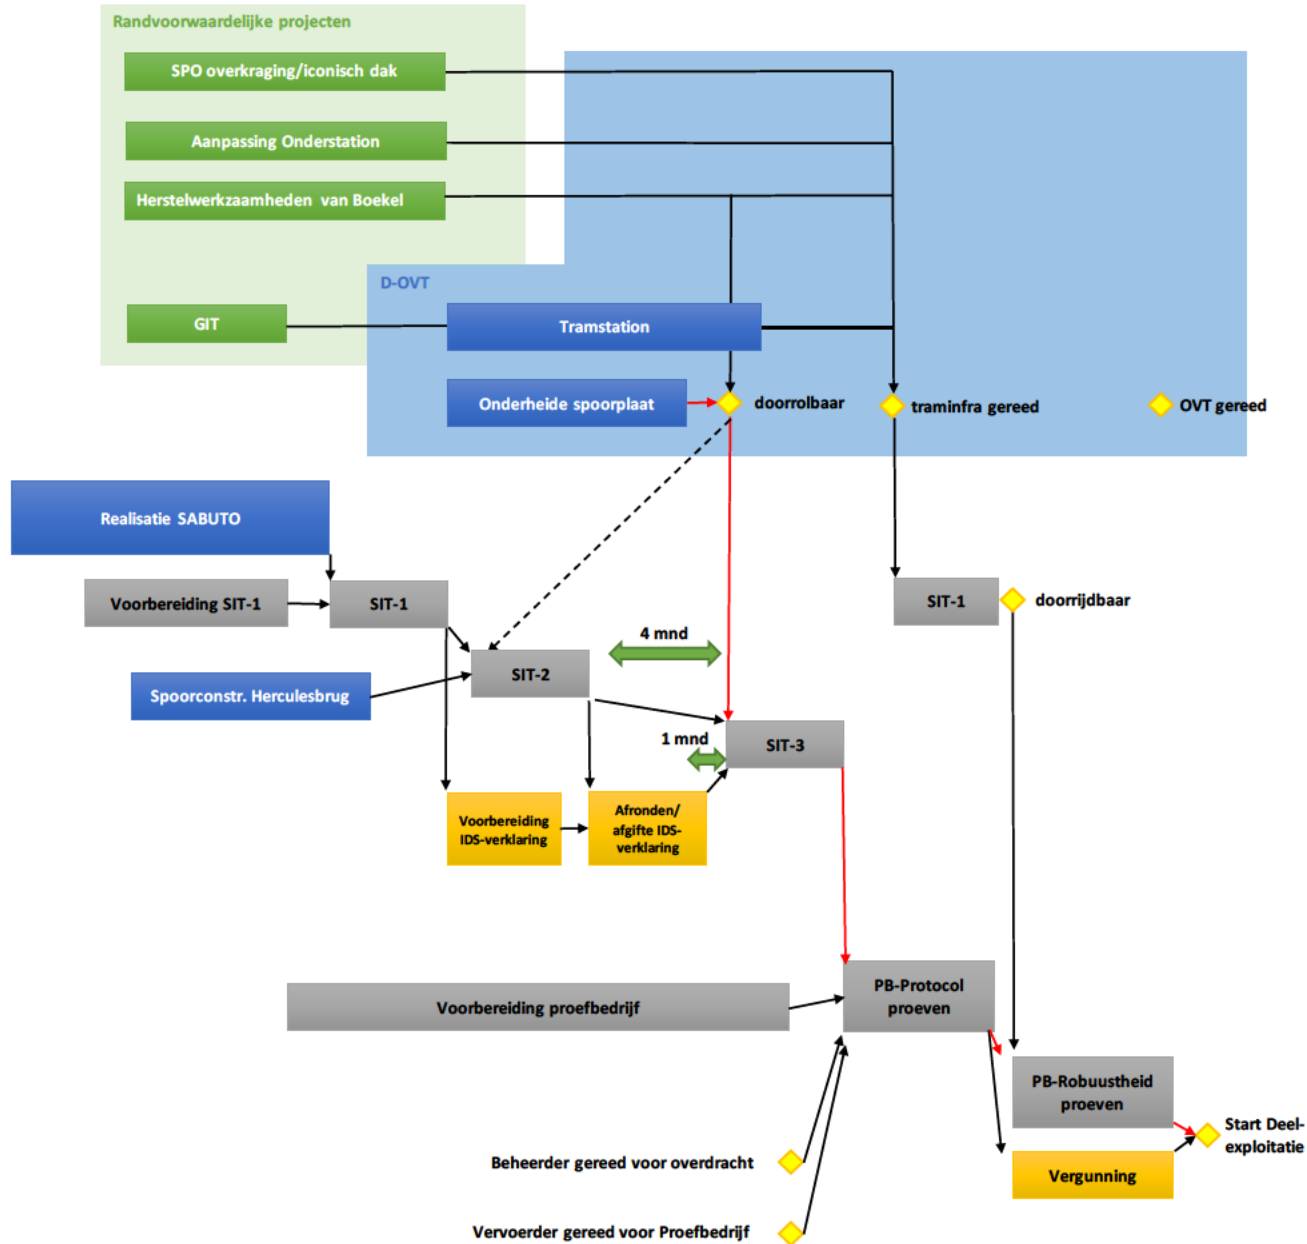 Randvoorwaardelijke projecten
SPO overkraging/iconisch dak
Aanpassing Onderstation
Herstelwerkzaamheden van Boekel
D-OVT
GIT
Tramstation
Onderheide spoorplaat
doorrolbaar
traminfra gereed
OVT gereed
Realisatie SABUTO
Voorbereiding SIT-1
SIT-1
SIT-1
doorrijdbaar
4 mnd
SIT-2
Spoorconstr. Herculesbrug
1 mnd
SIT-3
Voorbereiding
IDS-verklaring
Afronden/
afgifte IDS-
verklaring
PB-Protocol
proeven
Voorbereiding proefbedrijf
PB-Robuustheid
proeven
Start Deel-
exploitatie
Beheerder gereed voor overdracht
Vergunning
Vervoerder gereed voor Proefbedrijf